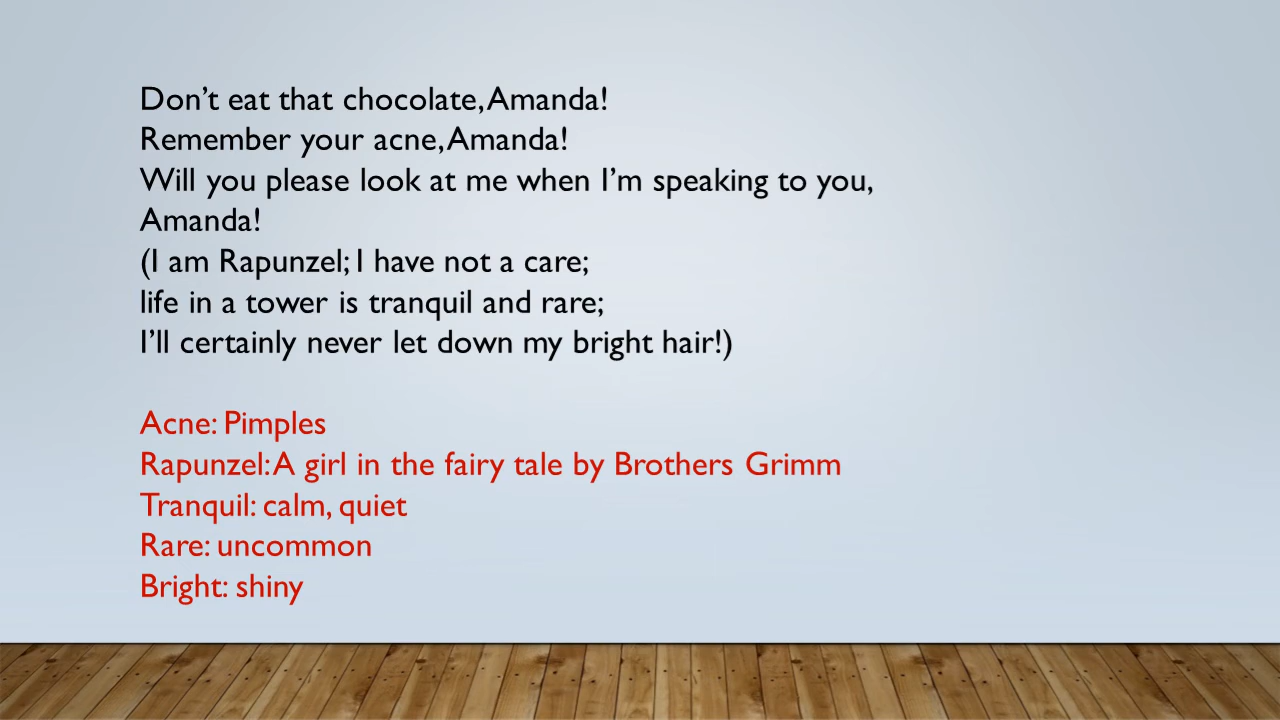 Don’t eat that chocolate, Amanda!
Remember your acne, Amanda!
Will you please look at me when I’m speaking to you,
Amanda!
(I am Rapunzel; I have not a care;
life in a tower is tranquil and rare;
I’ll certainly never let down my bright hair!)
Acne: Pimples
Rapunzel: A girl in the fairy tale by Brothers Grimm
Tranquil: calm, quiet
Rare: uncommon
Bright: shiny